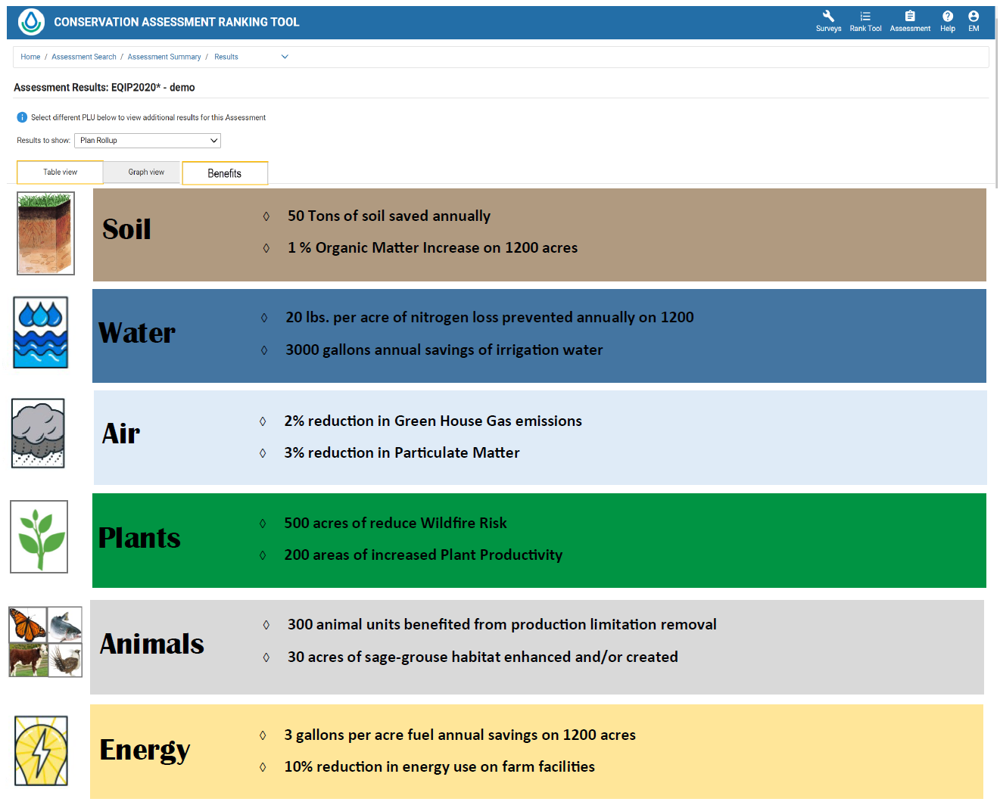 CONSERVATION ASSESSMENT RANKING TOOL
Surveys Rank Tool Assessment Help EM
Home / Assessment Search / Assessment Summary / Results
Assessment Results: EQIP2020* - demo
Select different PLU below to view additional results for this Assessment
Results to show: Plan Rollup
Table view Graph view Benefits
Soil
◊ 50 Tons of soil saved annually
◊ 1 % Organic Matter Increase on 1200 acres
Water
◊ 20 lbs. per acre of nitrogen loss prevented annually on 1200
◊ 3000 gallons annual savings of irrigation water
Air
◊ 2% reduction in Green House Gas emissions
◊ 3% reduction in Particulate Matter
Plants
◊ 500 acres of reduce Wildfire Risk
◊ 200 areas of increased Plant Productivity
Animals
◊ 300 animal units benefited from production limitation removal
◊ 30 acres of sage-grouse habitat enhanced and/or created
Energy
◊ 3 gallons per acre fuel annual savings on 1200 acres
◊ 10% reduction in energy use on farm facilities